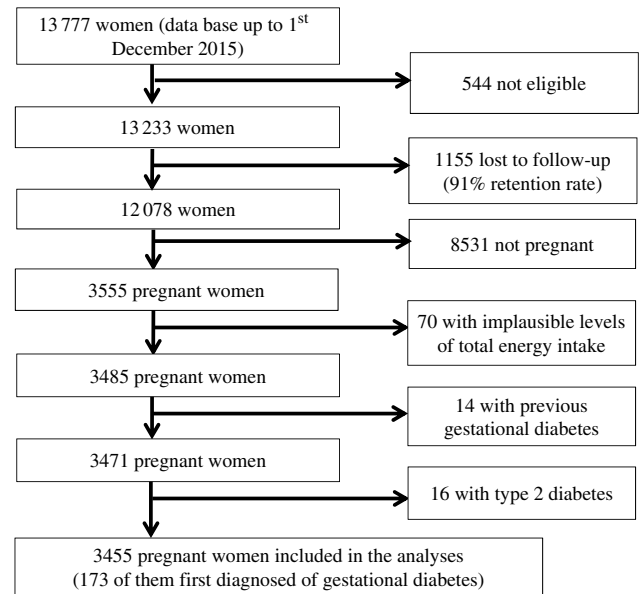 13 777 women (data base up to 1st
December 2015)
544 not eligible
13 233 women
1155 lost to follow-up
(91% retention rate)
12 078 women
8531 not pregnant
3555 pregnant women
70 with implausible levels
of total energy intake
3485 pregnant women
14 with previous
gestational diabetes
3471 pregnant women
16 with type 2 diabetes
3455 pregnant women included in the analyses
(173 of them first diagnosed of gestational diabetes)